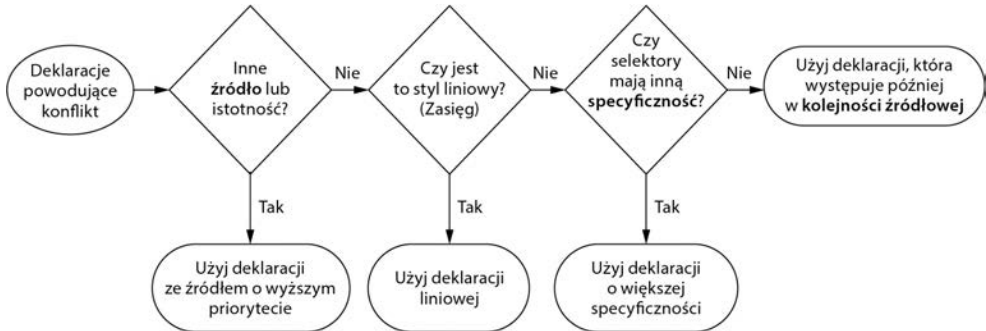 Deklaracje
powodujące
konflikt
Inne
źródło lub
istotność?
Nie
Czy jest
to styl liniowy?
(Zasięg)
Nie
Czy
selektory
mają inną
specyficzność?
Nie
Użyj deklaracji, która
występuje później
w kolejności źródłowej
Tak
Tak
Tak
Użyj deklaracji
ze źródłem o wyższym
priorytecie
Użyj deklaracji
liniowej
Użyj deklaracji
o większej
specyficzności